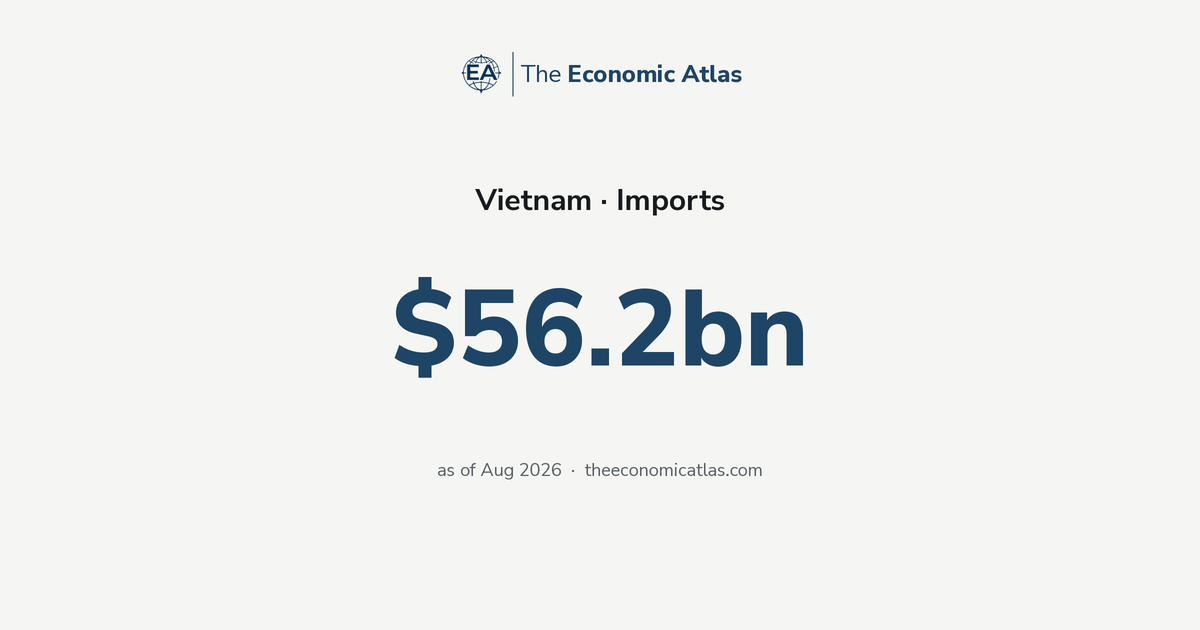 EA The Economic Atlas
Vietnam · Imports
$56.2bn
as of Aug 2026 · theeconomicatlas.com